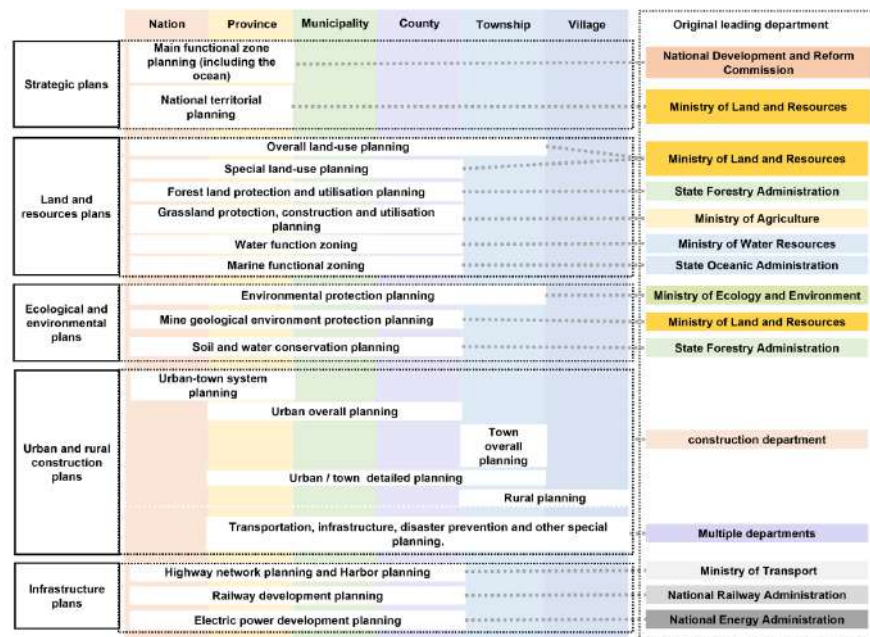 Nation Province Municipality County Township Village Original leading department
Strategic plans
Main functional zone
planning (including the
ocean)
National Development and Reform
Commission
National territorial
planning
Ministry of Land and Resources
Land and
resources plans
Overall land-use planning
Special land-use planning
Ministry of Land and Resources
Forest land protection and utilisation planning
State Forestry Administration
Grassland protection, construction and utilisation
planning
Ministry of Agriculture
Water function zoning
Ministry of Water Resources
Marine functional zoning
State Oceanic Administration
Ecological and
environmental
plans
Environmental protection planning
Ministry of Ecology and Environment
Mine geological environment protection planning
Ministry of Land and Resources
Soil and water conservation planning
State Forestry Administration
Urban and rural
construction
plans
Urban-town system
planning
Urban overall planning
Town
overall
planning
construction department
Urban / town detailed planning
Rural planning
Transportation, infrastructure, disaster prevention and other special
planning.
Multiple departments
Infrastructure
plans
Highway network planning and Harbor planning
Ministry of Transport
Railway development planning
National Railway Administration
Electric power development planning
National Energy Administration